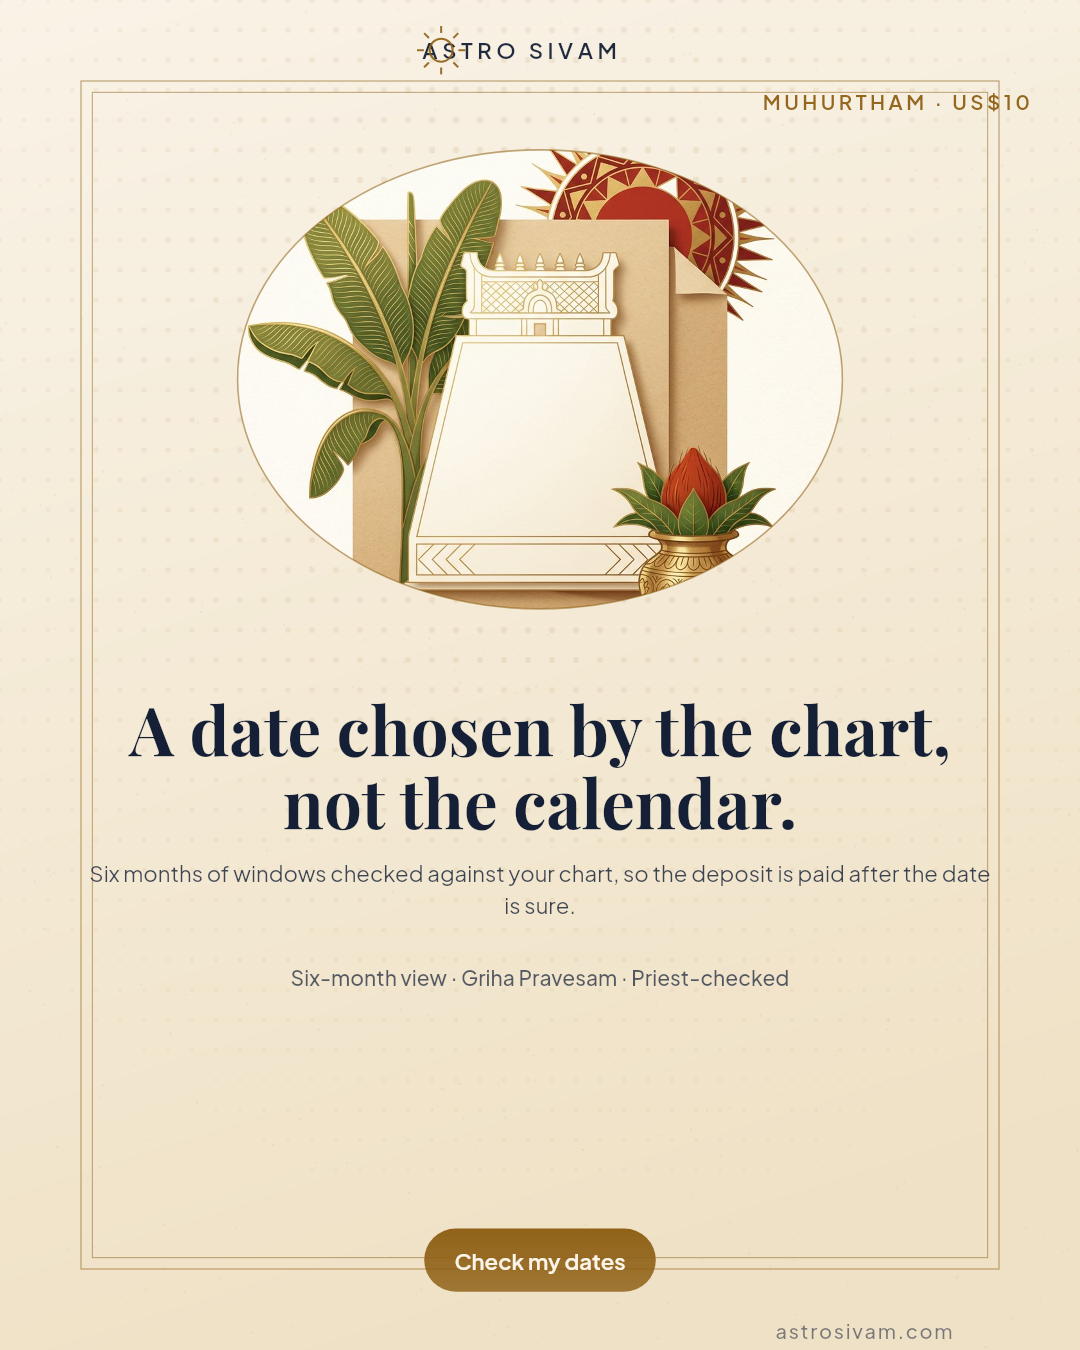 ASTRO SIVAM
MUHURTHAM · US$10
A date chosen by the chart,
not the calendar.
Six months of windows checked against your chart, so the deposit is paid after the date
is sure.
Six-month view · Griha Pravesam · Priest-checked
Check my dates
astrosivam.com